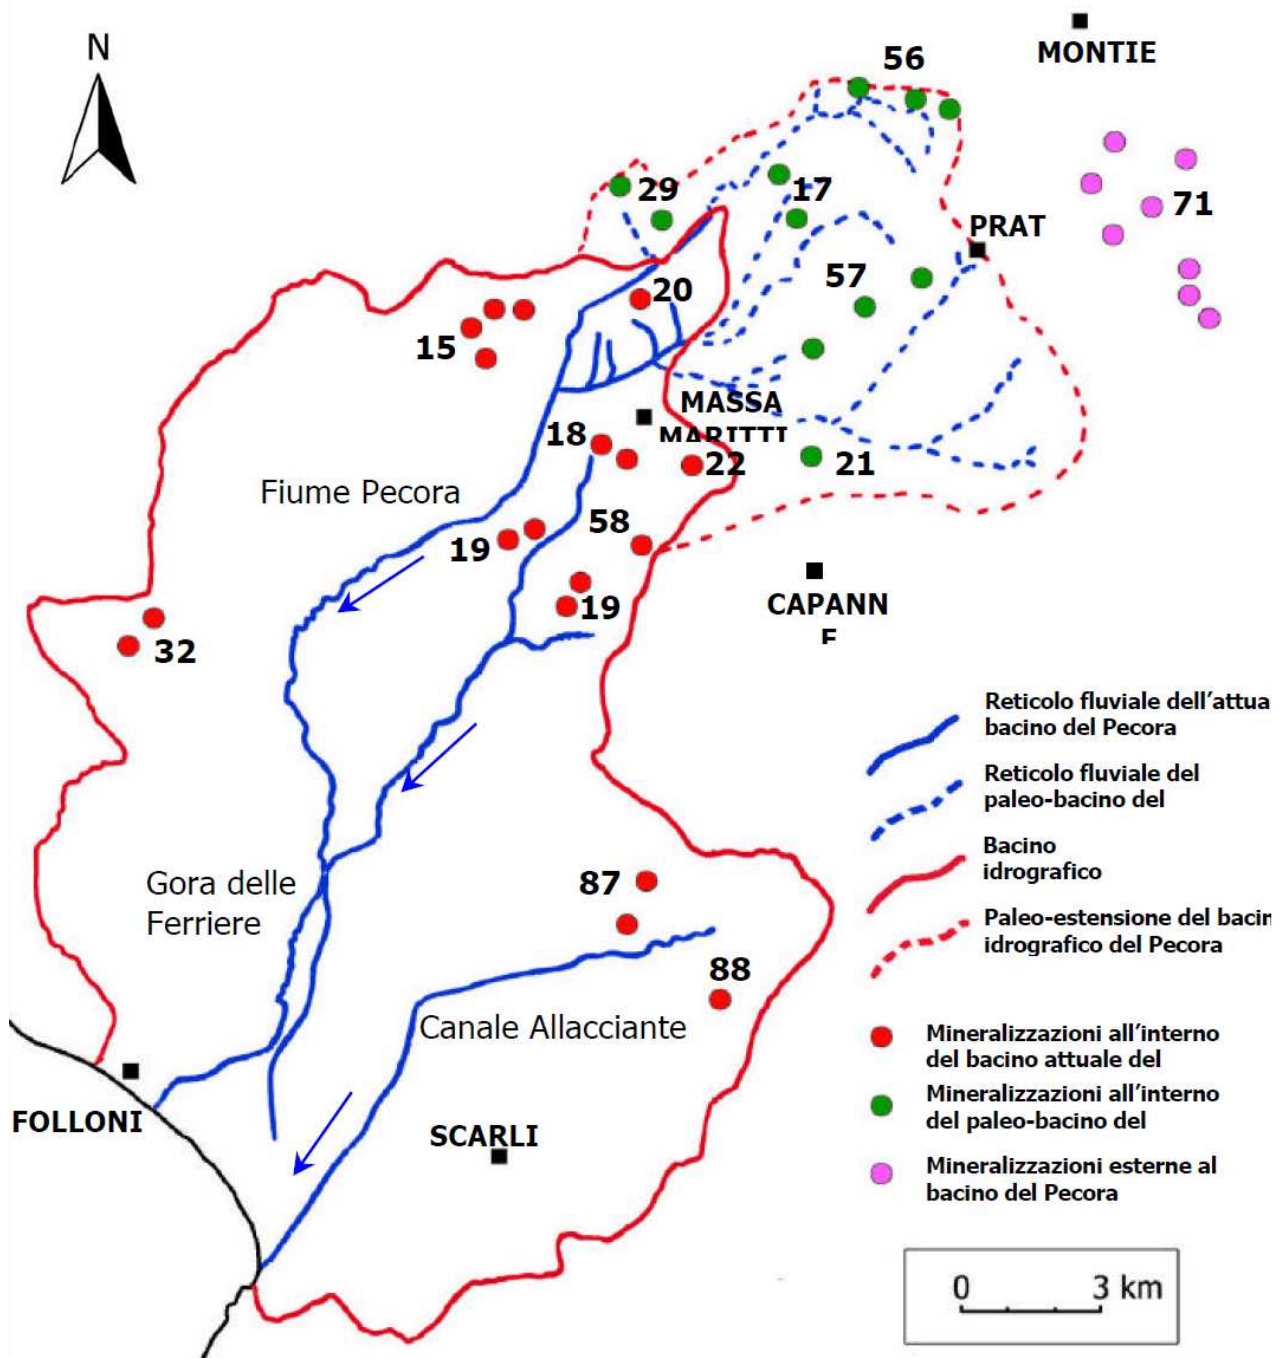 N
MONTIE
56
29
17
71
PRAT
20
57
15
MASSA
MARITTI
18
22
21
Fiume Pecora
58
19
CAPANN
E
19
32
Reticolo fluviale dell'attua
bacino del Pecora
Reticolo fluviale del
paleo-bacino del
Bacino
idrografico
Paleo-estensione del bacin
idrografico del Pecora
87
Gora delle
Ferriere
88
Canale Allacciante
Mineralizzazioni all'interno
del bacino attuale del
Mineralizzazioni all'interno
del paleo-bacino del
Mineralizzazioni esterne al
bacino del Pecora
FOLLONI
SCARLI
0 3 km